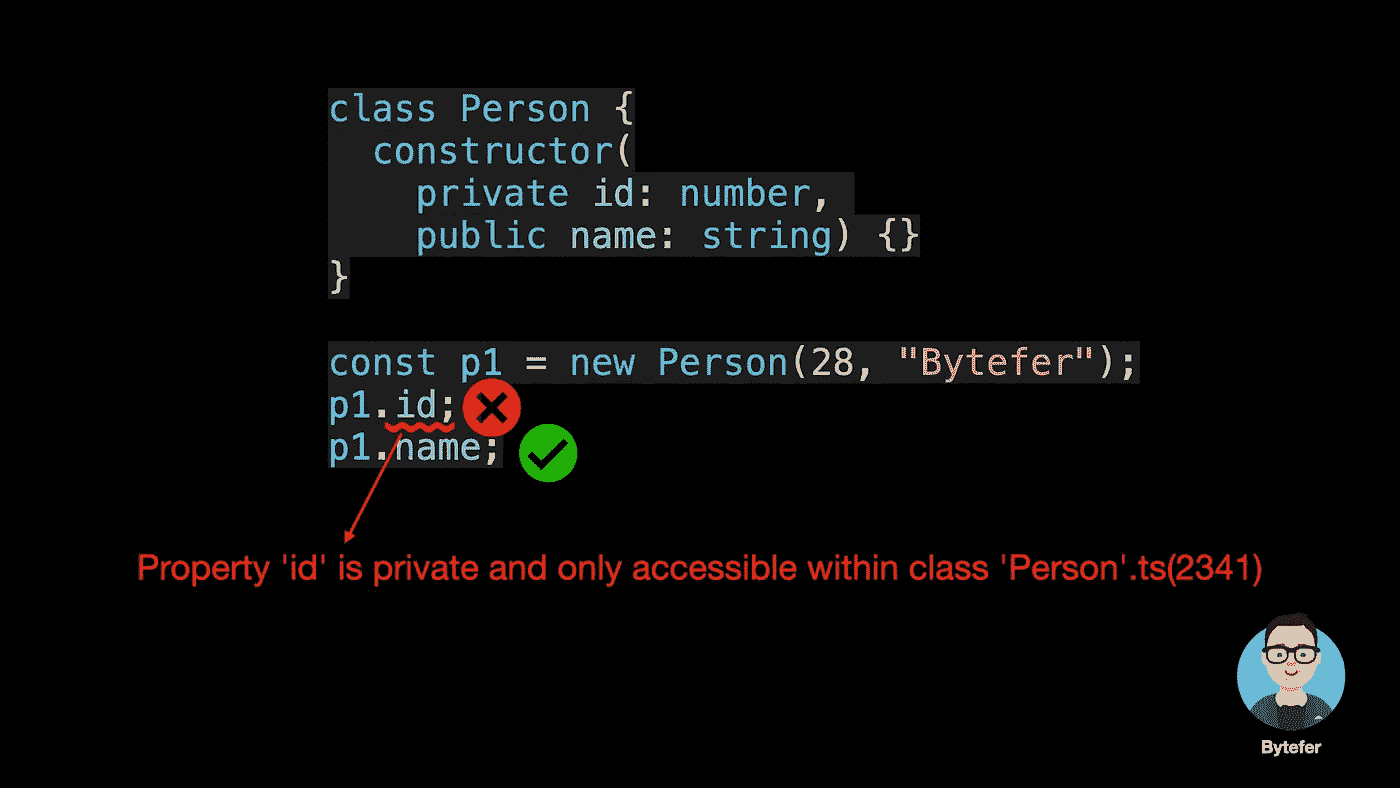 class Person {
  constructor(
    private id: number,
    public name: string) {}
}
const p1 = new Person(28, "Bytefer");
p1.id;
p1.name;
Property 'id' is private and only accessible within class 'Person'.ts(2341)
Bytefer